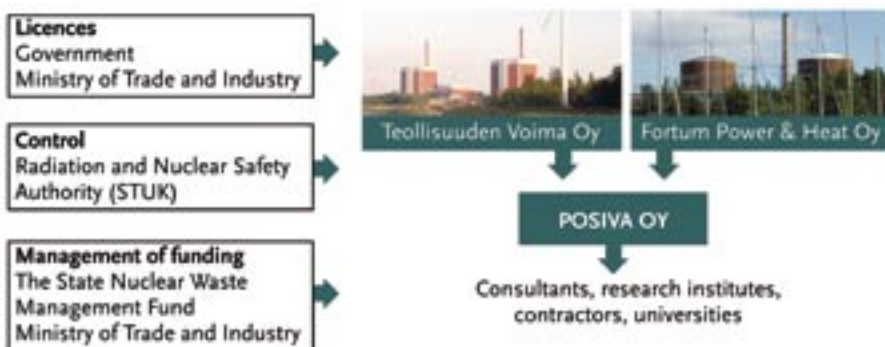 Licences
Government
Ministry of Trade and Industry
Control
Radiation and Nuclear Safety
Authority (STUK)
Management of funding
The State Nuclear Waste
Management Fund
Ministry of Trade and Industry
Teollisuuden Voima Oy
Fortum Power & Heat Oy
POSIVA OY
Consultants, research institutes,
contractors, universities